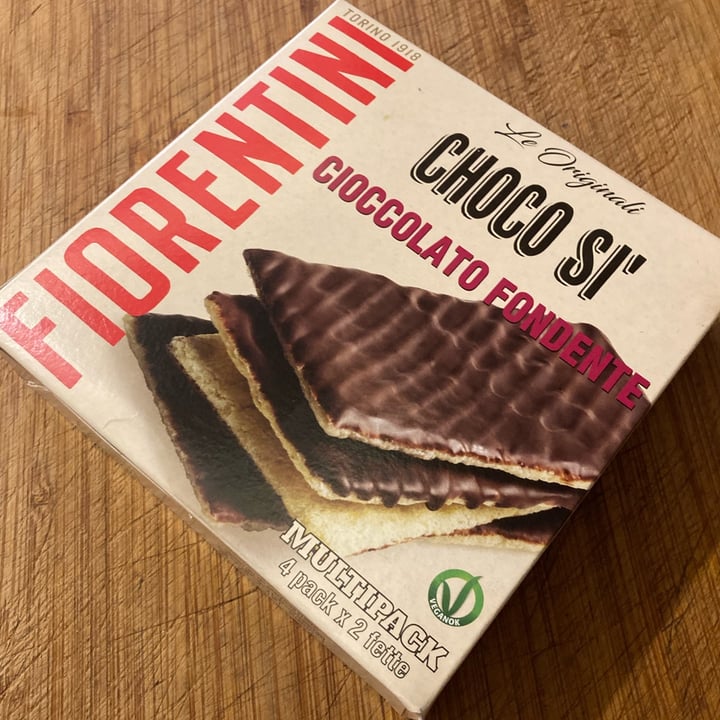 TORINO 1918
FIORENTINI
Le Originali
CHOCO SI'
CIOCCOLATO FONDENTE
MULTIPACK
4 pack x 2 fette
VEGANOK